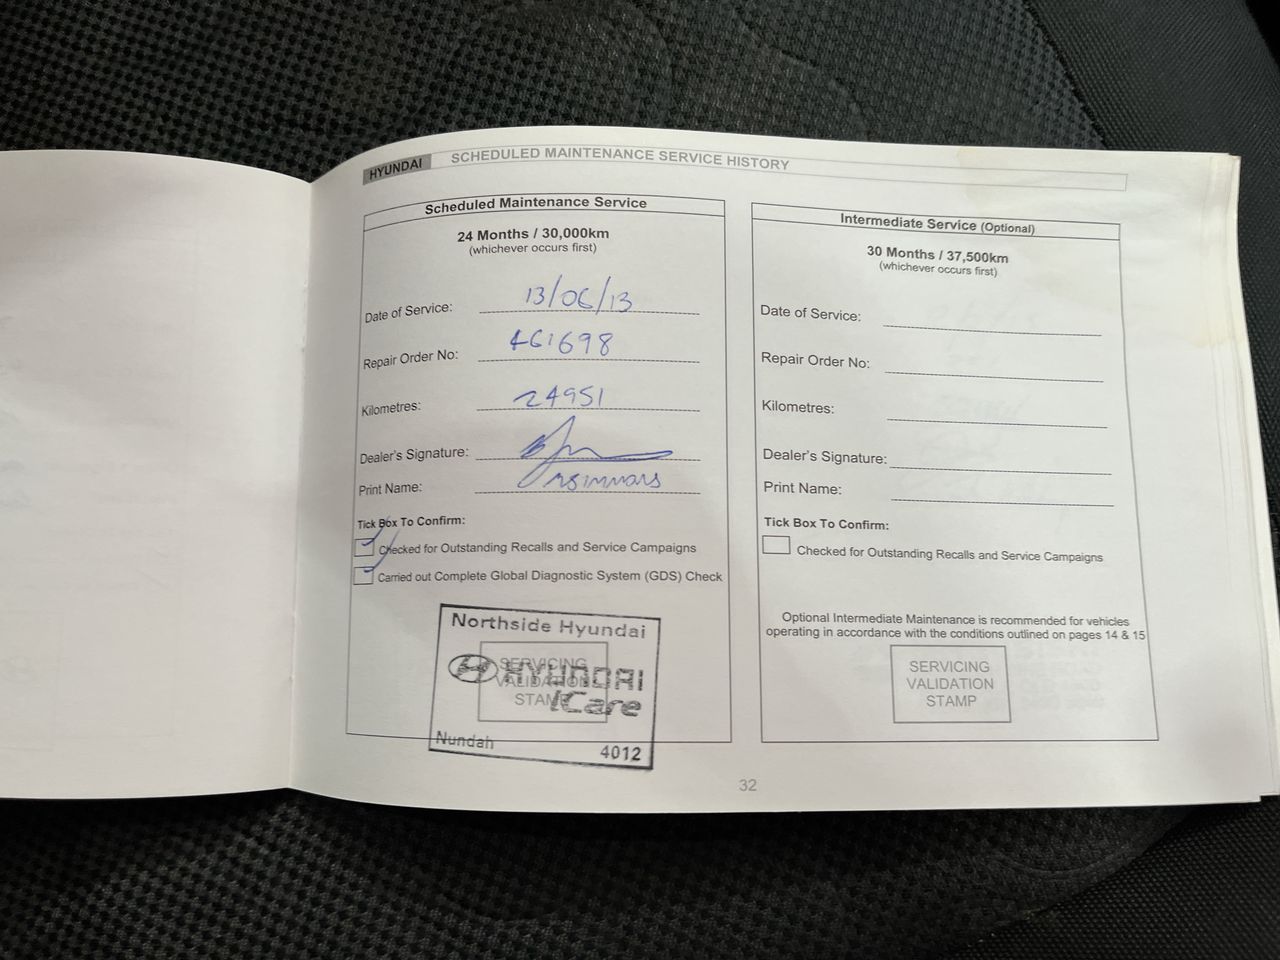 HYUNDAI SCHEDULED MAINTENANCE SERVICE HISTORY
Scheduled Maintenance Service
24 Months / 30,000km
(whichever occurs first)
Date of Service: 13/06/13
Repair Order No: 461698
Kilometres: 24951
Dealer's Signature:
Print Name:
Tick Box To Confirm:
Checked for Outstanding Recalls and Service Campaigns
Carried out Complete Global Diagnostic System (GDS) Check
Northside Hyundai
SERVICING
VALIDATION
STAMP
HYUNDAI
iCare
Nundah 4012
Intermediate Service (Optional)
30 Months / 37,500km
(whichever occurs first)
Date of Service:
Repair Order No:
Kilometres:
Dealer's Signature:
Print Name:
Tick Box To Confirm:
Checked for Outstanding Recalls and Service Campaigns
Optional Intermediate Maintenance is recommended for vehicles
operating in accordance with the conditions outlined on pages 14 & 15
SERVICING
VALIDATION
STAMP
32